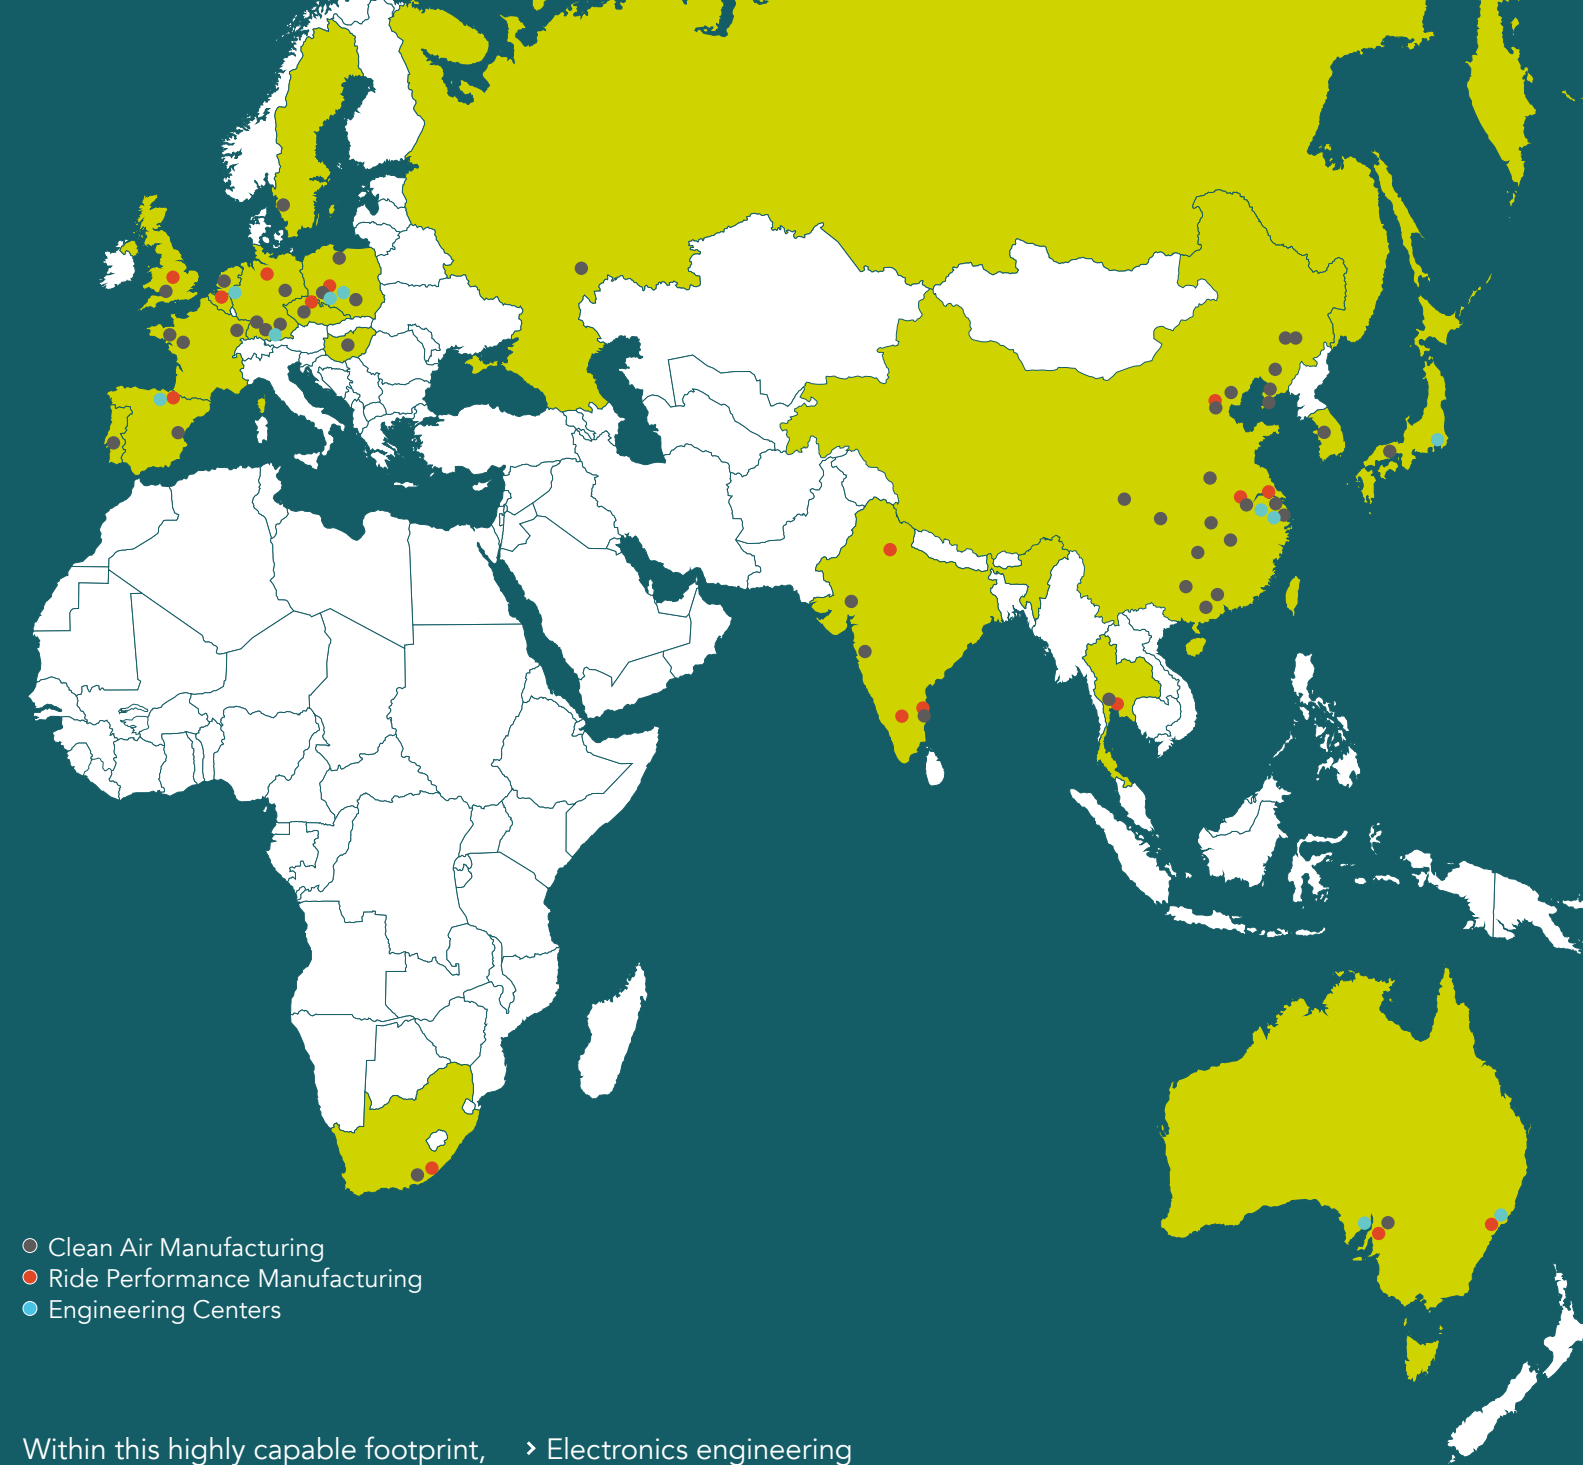 Clean Air Manufacturing
Ride Performance Manufacturing
Engineering Centers
Within this highly capable footprint,
› Electronics engineering